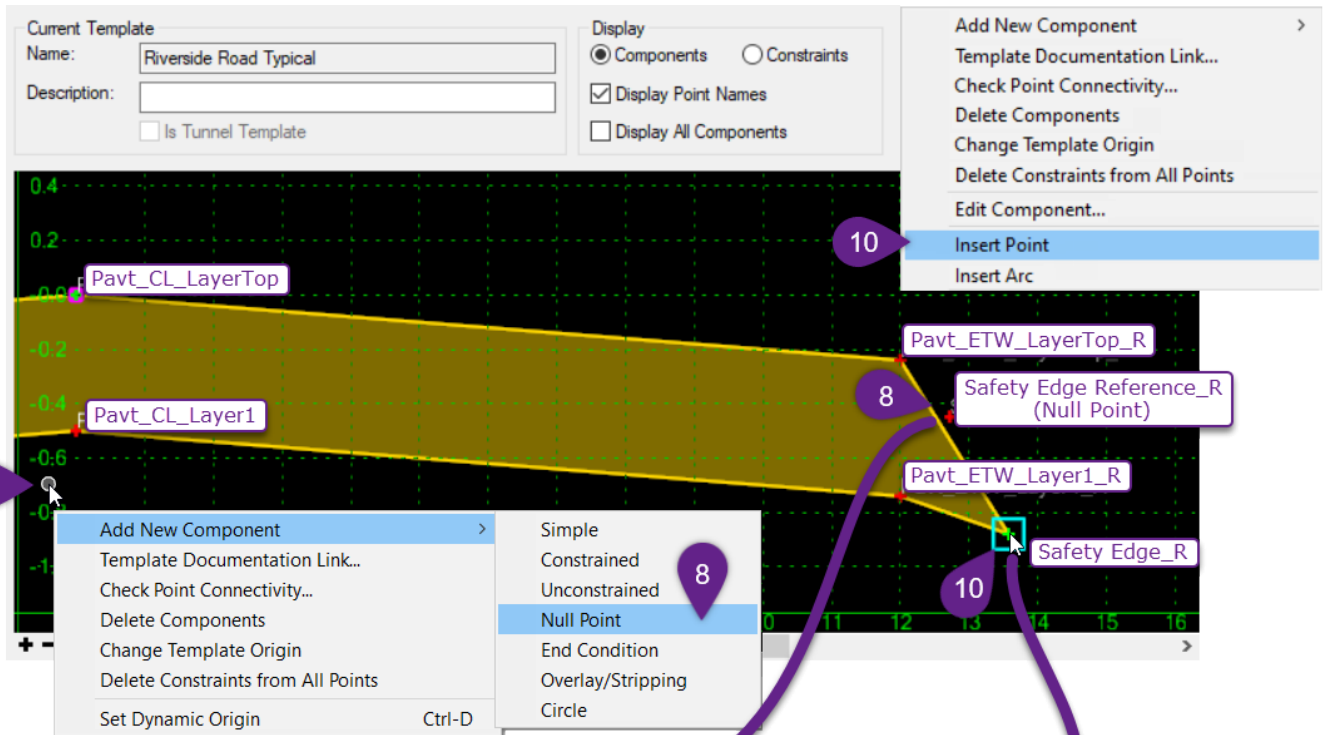 Current Template
Name:
Riverside Road Typical
Description:
Is Tunnel Template
Display
Components
Constraints
Display Point Names
Display All Components
Add New Component
Template Documentation Link...
Check Point Connectivity...
Delete Components
Change Template Origin
Delete Constraints from All Points
Edit Component...
10
Insert Point
Insert Arc
0.4
0.2
-0.0
-0.2
-0.4
-0.6
Pavt_CL_LayerTop
Pavt_ETW_LayerTop_R
8
Safety Edge Reference_R
(Null Point)
Pavt_CL_Layer1
Pavt_ETW_Layer1_R
Safety Edge_R
10
Add New Component
Template Documentation Link...
Check Point Connectivity...
Delete Components
Change Template Origin
Delete Constraints from All Points
Set Dynamic Origin Ctrl-D
Simple
Constrained
Unconstrained
8
Null Point
End Condition
Overlay/Stripping
Circle
11 12 13 14 15 16